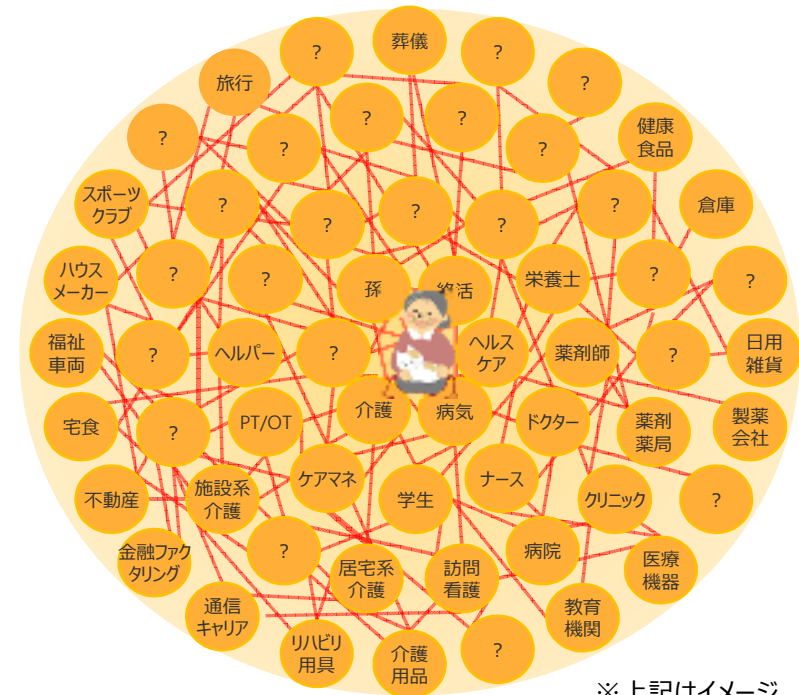 ?
葬儀
?
?
旅行
?
?
?
?
?
健康
食品
スポーツ
クラブ
?
?
?
?
?
倉庫
ハウス
メーカー
?
?
孫
終活
栄養士
?
?
福祉
車両
?
ヘルパー
?
ヘルス
ケア
薬剤師
?
日用
雑貨
宅食
?
PT/OT
介護
病気
ドクター
薬剤
薬局
製薬
会社
不動産
施設系
介護
ケアマネ
学生
ナース
クリニック
?
金融ファク
タリング
?
居宅系
介護
訪問
看護
病院
医療
機器
通信
キャリア
リハビリ
用具
介護
用品
?
教育
機関
※上記はイメージ